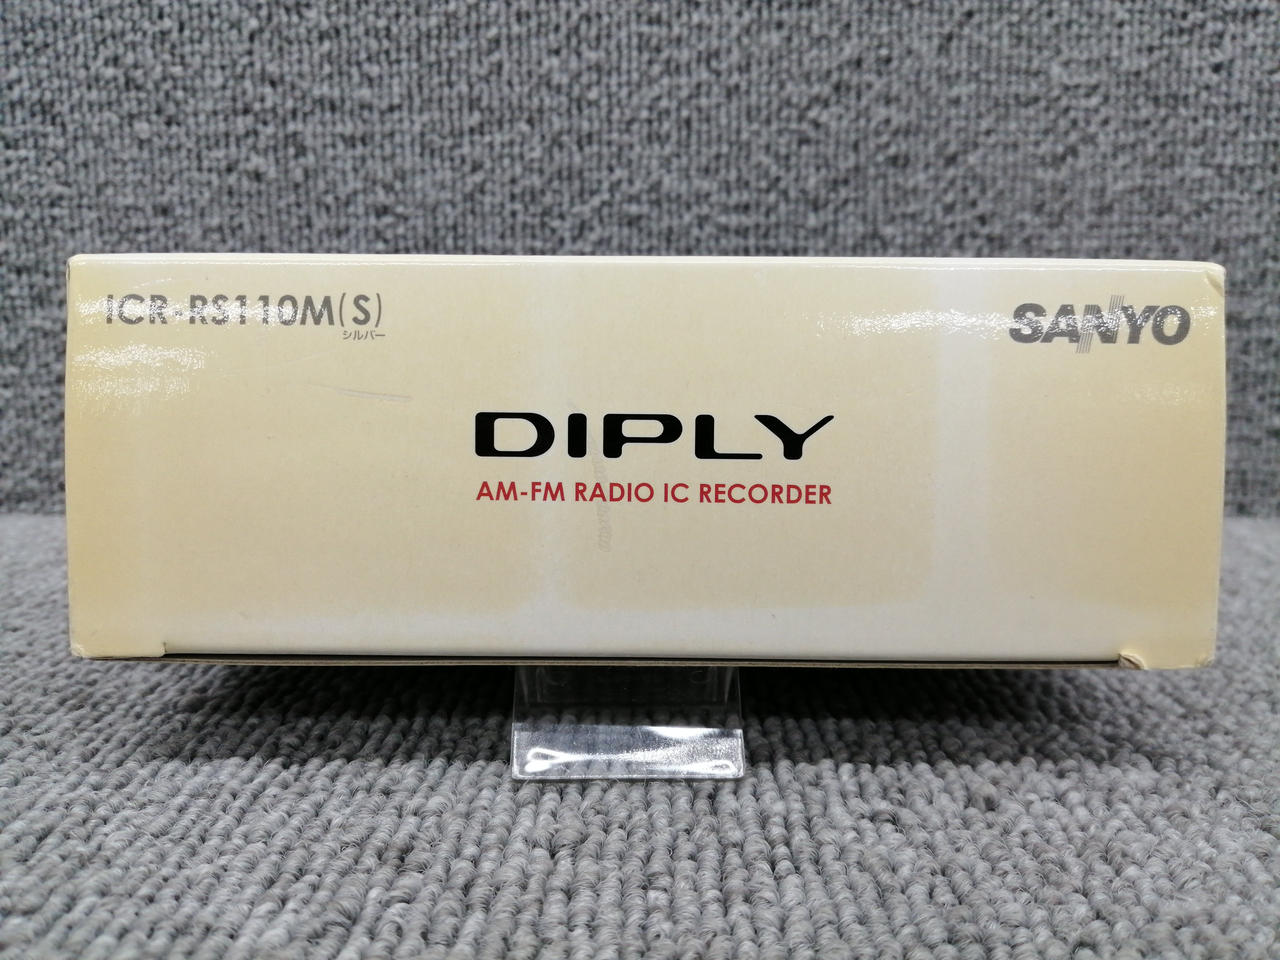 ICR-RS110M(S)
シルバー
SANYO
DIPLY
AM-FM RADIO IC RECORDER